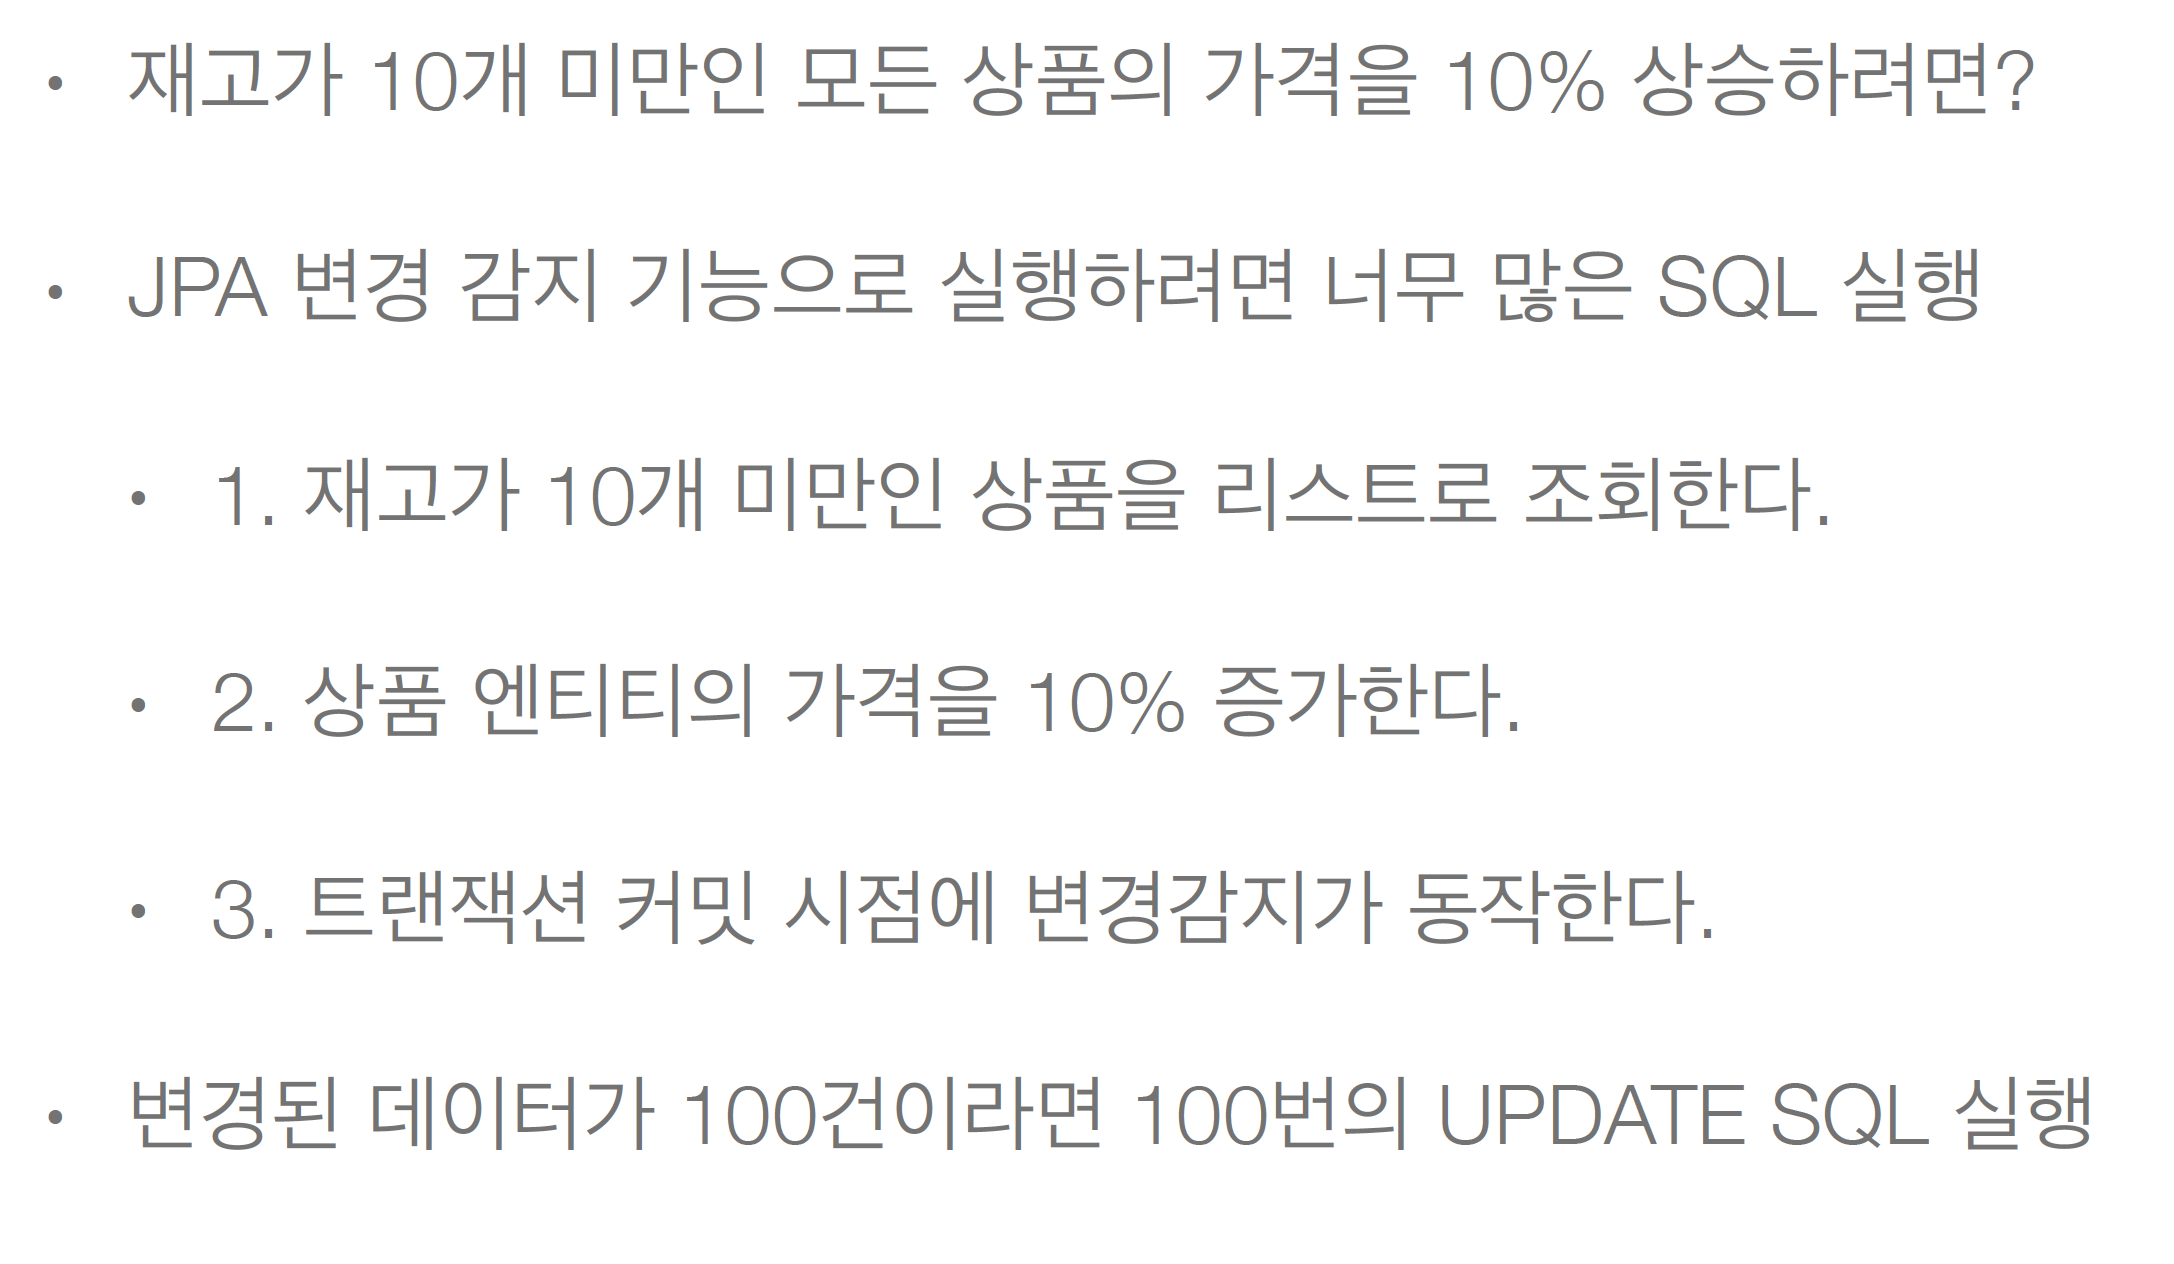 • 재고가 10개 미만인 모든 상품의 가격을 10% 상승하려면?
• JPA 변경 감지 기능으로 실행하려면 너무 많은 SQL 실행
• 1. 재고가 10개 미만인 상품을 리스트로 조회한다.
• 2. 상품 엔티티의 가격을 10% 증가한다.
• 3. 트랜잭션 커밋 시점에 변경감지가 동작한다.
• 변경된 데이터가 100건이라면 100번의 UPDATE SQL 실행